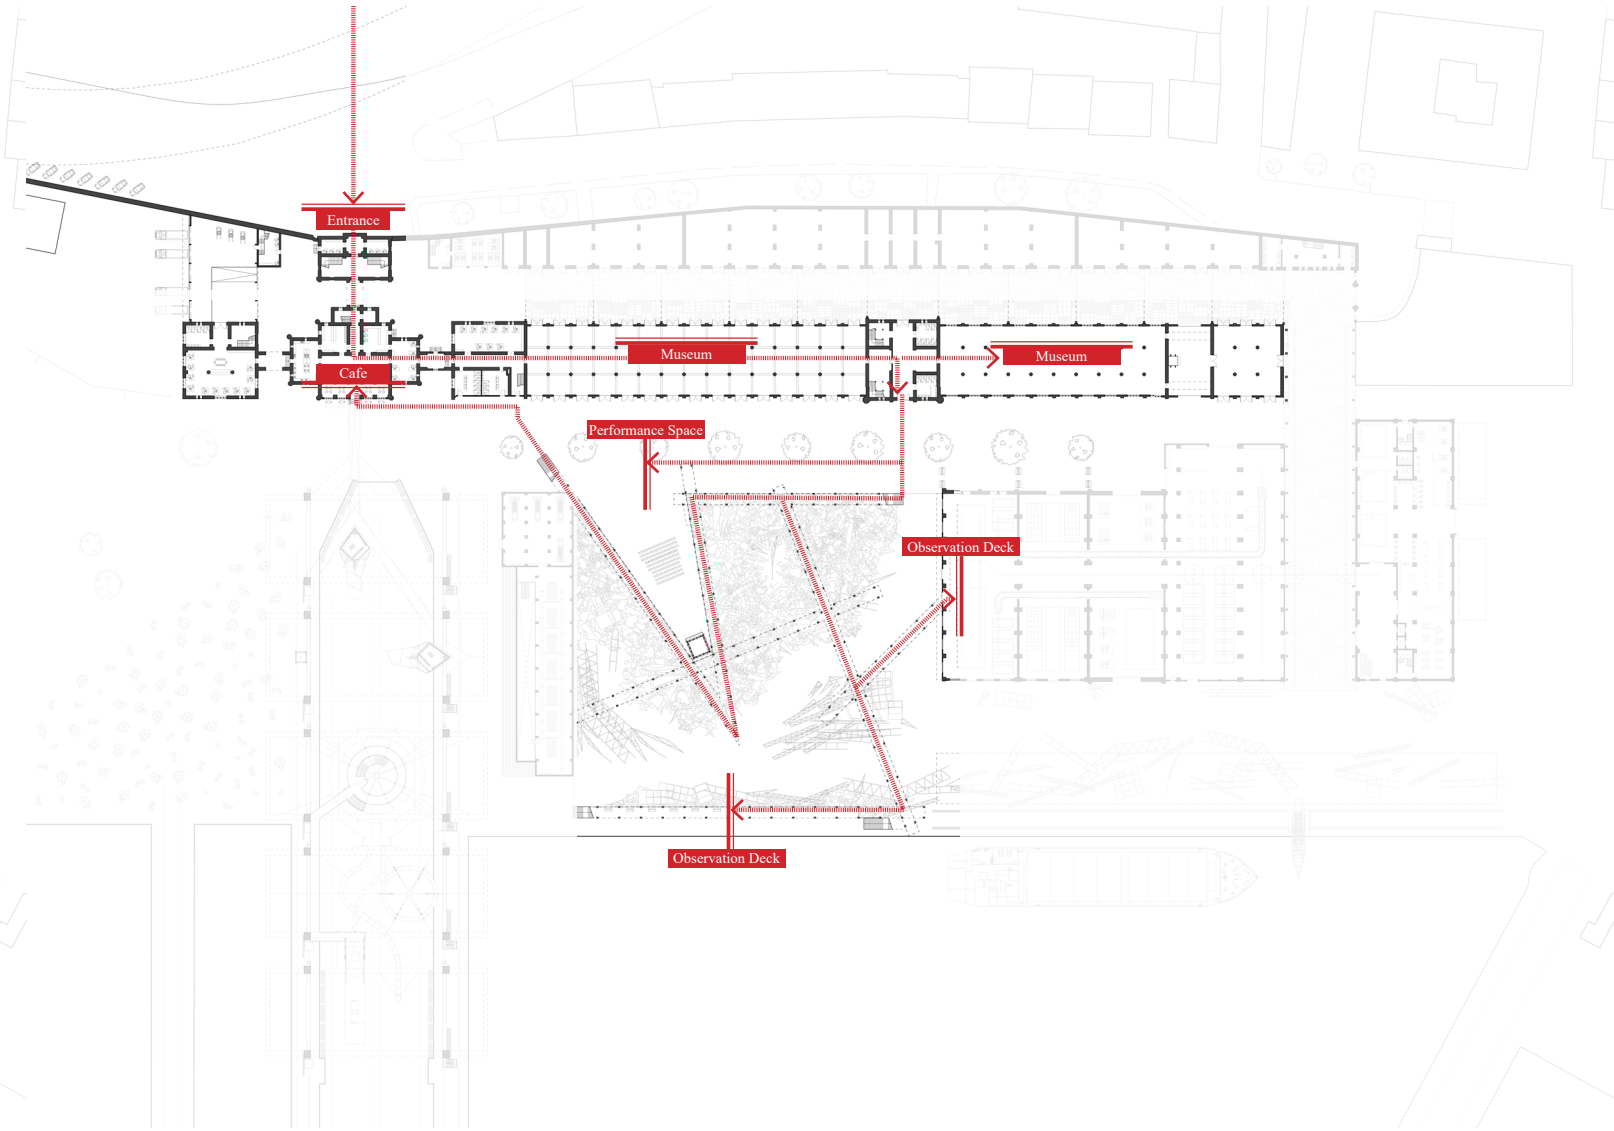 Entrance
Museum
Museum
Cafe
Performance Space
Observation Deck
Observation Deck